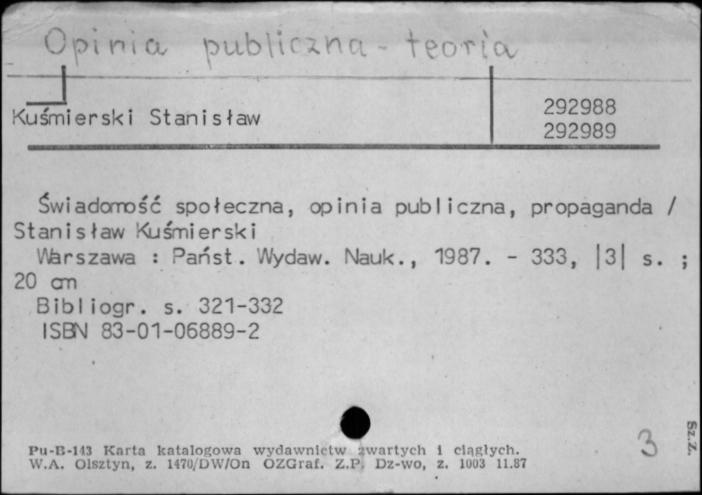 Opinia publiczna - teoria
Kuśmierski Stanisław
292988
292989
Świadomość społeczna, opinia publiczna, propaganda /
Stanisław Kuśmierski
Warszawa : Państ. Wydaw. Nauk., 1987. - 333, |3| s. ;
20 cm
Bibliogr. s. 321-332
ISBN 83-01-06889-2
3
Sz.Z.
Pu-B-143 Karta katalogowa wydawnictw zwartych i ciągłych.
W.A. Olsztyn, z. 1470/DW/On OZGraf. Z.P. Dz-wo, z. 1003 11.87